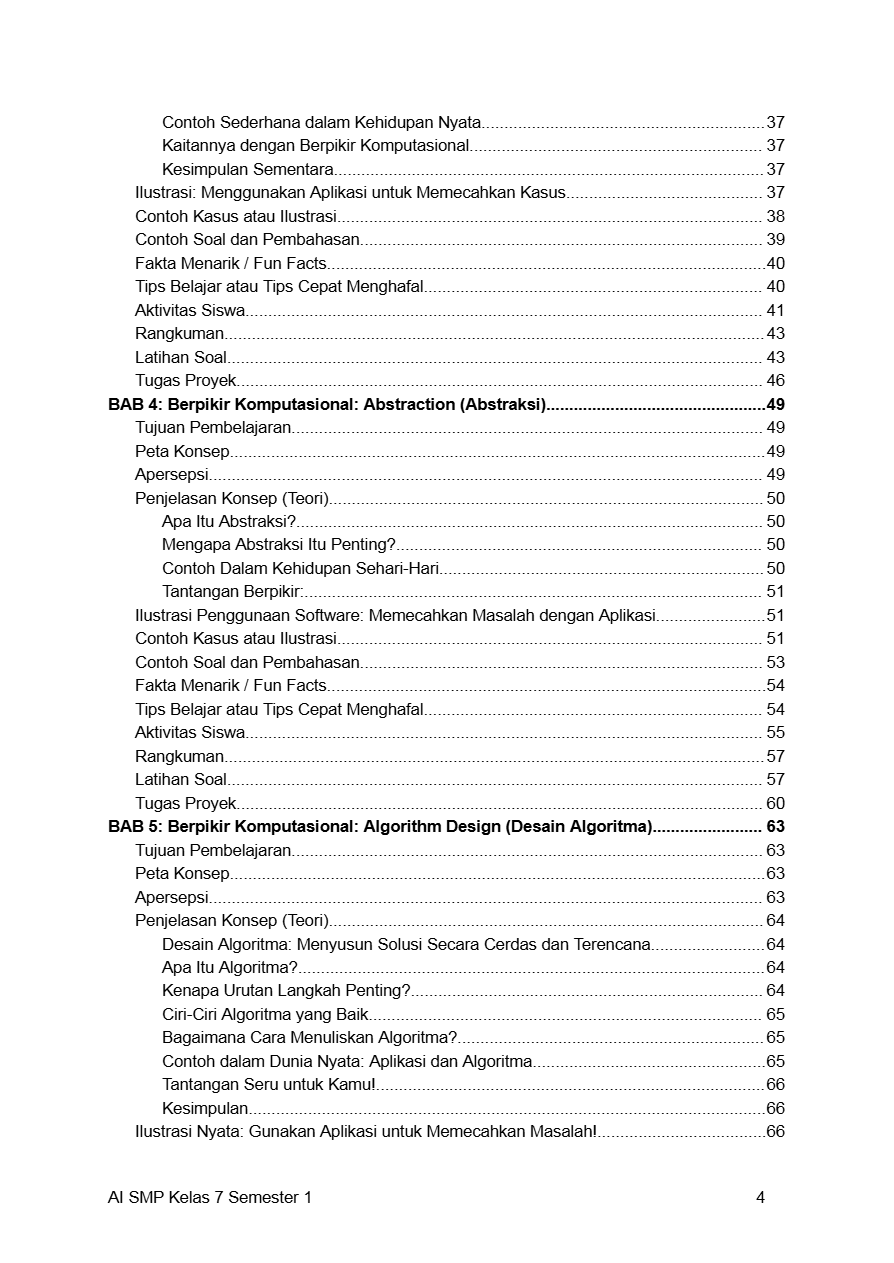 Contoh Sederhana dalam Kehidupan Nyata..............................................................37
Kaitannya dengan Berpikir Komputasional................................................................ 37
Kesimpulan Sementara..............................................................................................37
Ilustrasi: Menggunakan Aplikasi untuk Memecahkan Kasus........................................... 37
Contoh Kasus atau Ilustrasi............................................................................................. 38
Contoh Soal dan Pembahasan........................................................................................ 39
Fakta Menarik / Fun Facts................................................................................................40
Tips Belajar atau Tips Cepat Menghafal.......................................................................... 40
Aktivitas Siswa................................................................................................................. 41
Rangkuman......................................................................................................................43
Latihan Soal..................................................................................................................... 43
Tugas Proyek................................................................................................................... 46
BAB 4: Berpikir Komputasional: Abstraction (Abstraksi)................................................49
Tujuan Pembelajaran....................................................................................................... 49
Peta Konsep.....................................................................................................................49
Apersepsi......................................................................................................................... 49
Penjelasan Konsep (Teori)............................................................................................... 50
Apa Itu Abstraksi?...................................................................................................... 50
Mengapa Abstraksi Itu Penting?................................................................................ 50
Contoh Dalam Kehidupan Sehari-Hari.......................................................................50
Tantangan Berpikir:.................................................................................................... 51
Ilustrasi Penggunaan Software: Memecahkan Masalah dengan Aplikasi........................51
Contoh Kasus atau Ilustrasi............................................................................................. 51
Contoh Soal dan Pembahasan........................................................................................ 53
Fakta Menarik / Fun Facts................................................................................................54
Tips Belajar atau Tips Cepat Menghafal.......................................................................... 54
Aktivitas Siswa................................................................................................................. 55
Rangkuman......................................................................................................................57
Latihan Soal..................................................................................................................... 57
Tugas Proyek................................................................................................................... 60
BAB 5: Berpikir Komputasional: Algorithm Design (Desain Algoritma)........................ 63
Tujuan Pembelajaran....................................................................................................... 63
Peta Konsep.....................................................................................................................63
Apersepsi......................................................................................................................... 63
Penjelasan Konsep (Teori)............................................................................................... 64
Desain Algoritma: Menyusun Solusi Secara Cerdas dan Terencana.........................64
Apa Itu Algoritma?......................................................................................................64
Kenapa Urutan Langkah Penting?............................................................................. 64
Ciri-Ciri Algoritma yang Baik...................................................................................... 65
Bagaimana Cara Menuliskan Algoritma?...................................................................65
Contoh dalam Dunia Nyata: Aplikasi dan Algoritma...................................................65
Tantangan Seru untuk Kamu!.....................................................................................66
Kesimpulan.................................................................................................................66
Ilustrasi Nyata: Gunakan Aplikasi untuk Memecahkan Masalah!.....................................66
AI SMP Kelas 7 Semester 1 4